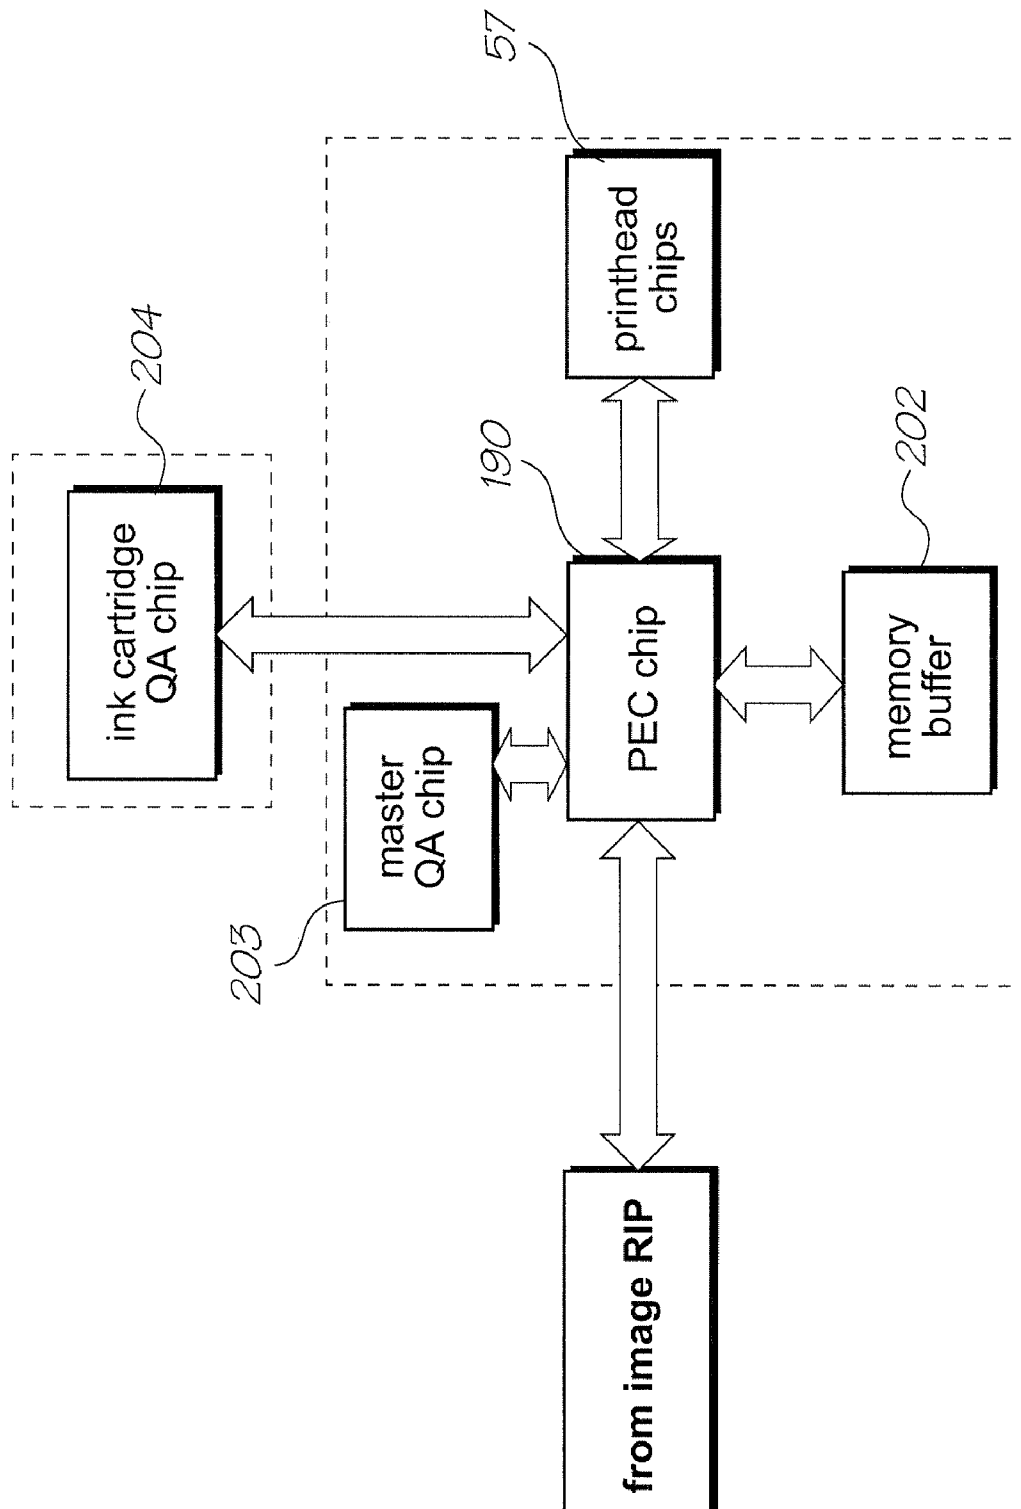 57
204
printhead
chips
ink cartridge
QA chip
190
202
PEC chip
memory
buffer
master
QA chip
203
from image RIP